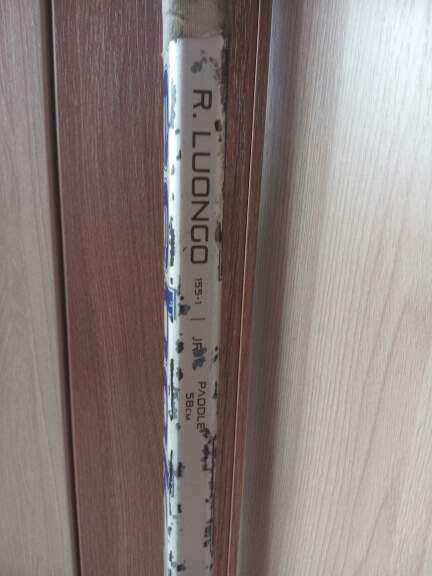 R. LUONGO
155-1 | JR
PADDLE
58CM